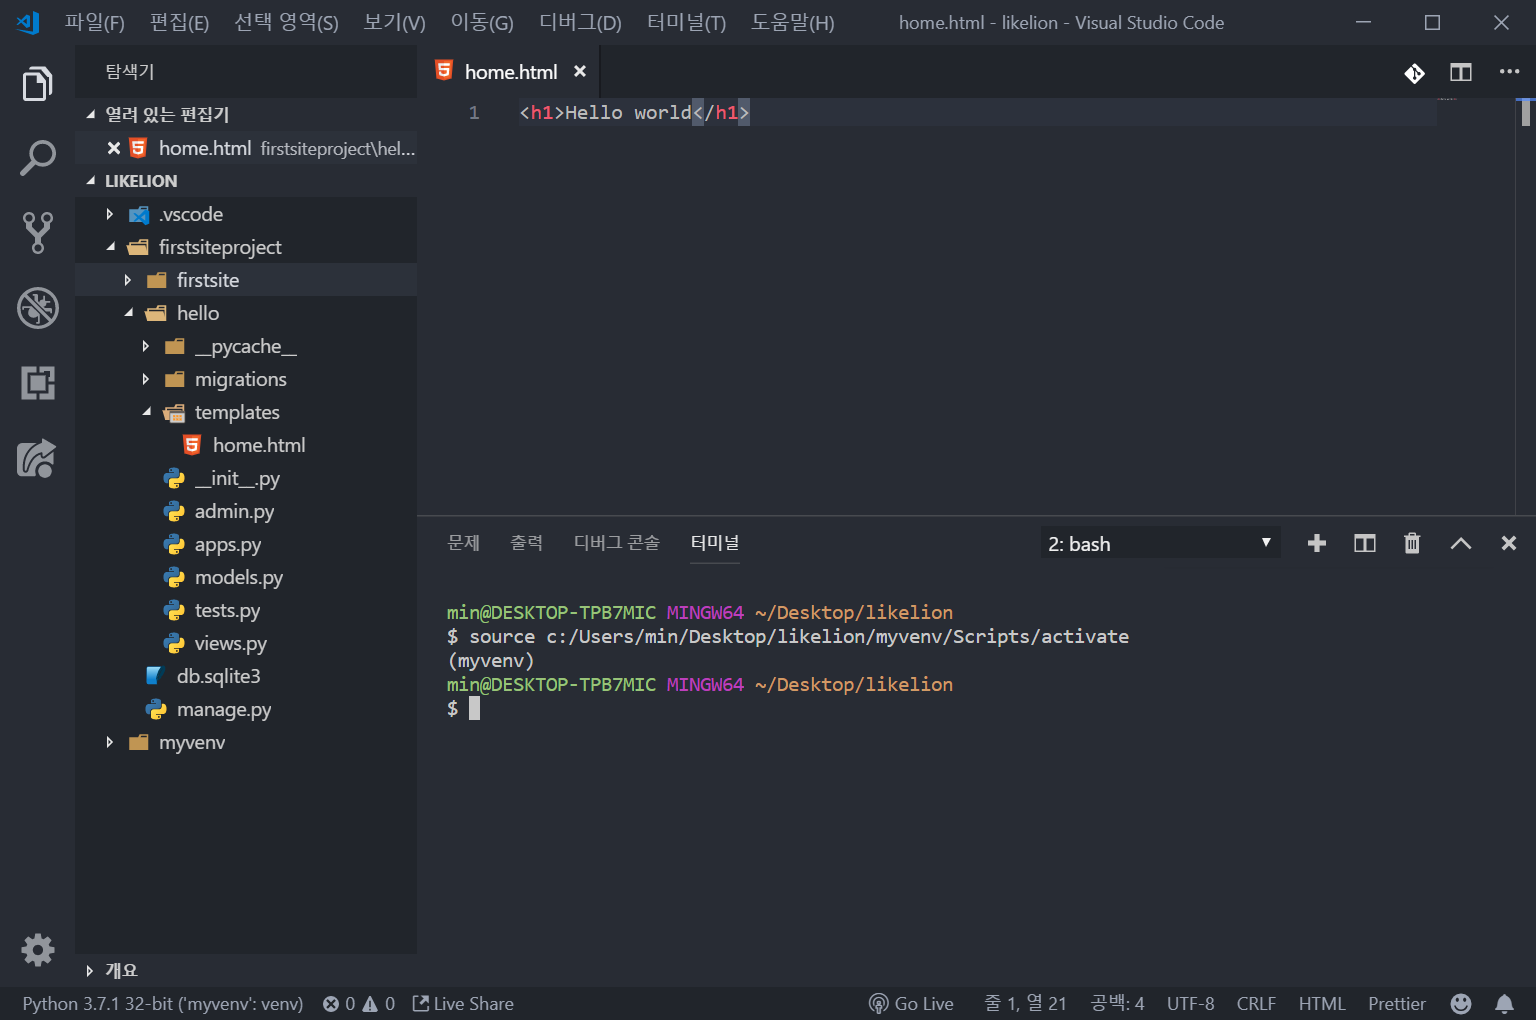 파일(F) 편집(E) 선택 영역(S) 보기(V) 이동(G) 디버그(D) 터미널(T) 도움말(H) home.html - likelion - Visual Studio Code
탐색기
열려 있는 편집기
home.html firstsiteproject\hel...
LIKELION
.vscode
firstsiteproject
firstsite
hello
__pycache__
migrations
templates
home.html
__init__.py
admin.py
apps.py
models.py
tests.py
views.py
db.sqlite3
manage.py
myvenv
개요
home.html
1 <h1>Hello world</h1>
문제 출력 디버그 콘솔 터미널 2: bash
min@DESKTOP-TPB7MIC MINGW64 ~/Desktop/likelion
$ source c:/Users/min/Desktop/likelion/myvenv/Scripts/activate
(myvenv)
min@DESKTOP-TPB7MIC MINGW64 ~/Desktop/likelion
$
Python 3.7.1 32-bit ('myvenv': venv) 0 0 Live Share Go Live 줄 1, 열 21 공백: 4 UTF-8 CRLF HTML Prettier